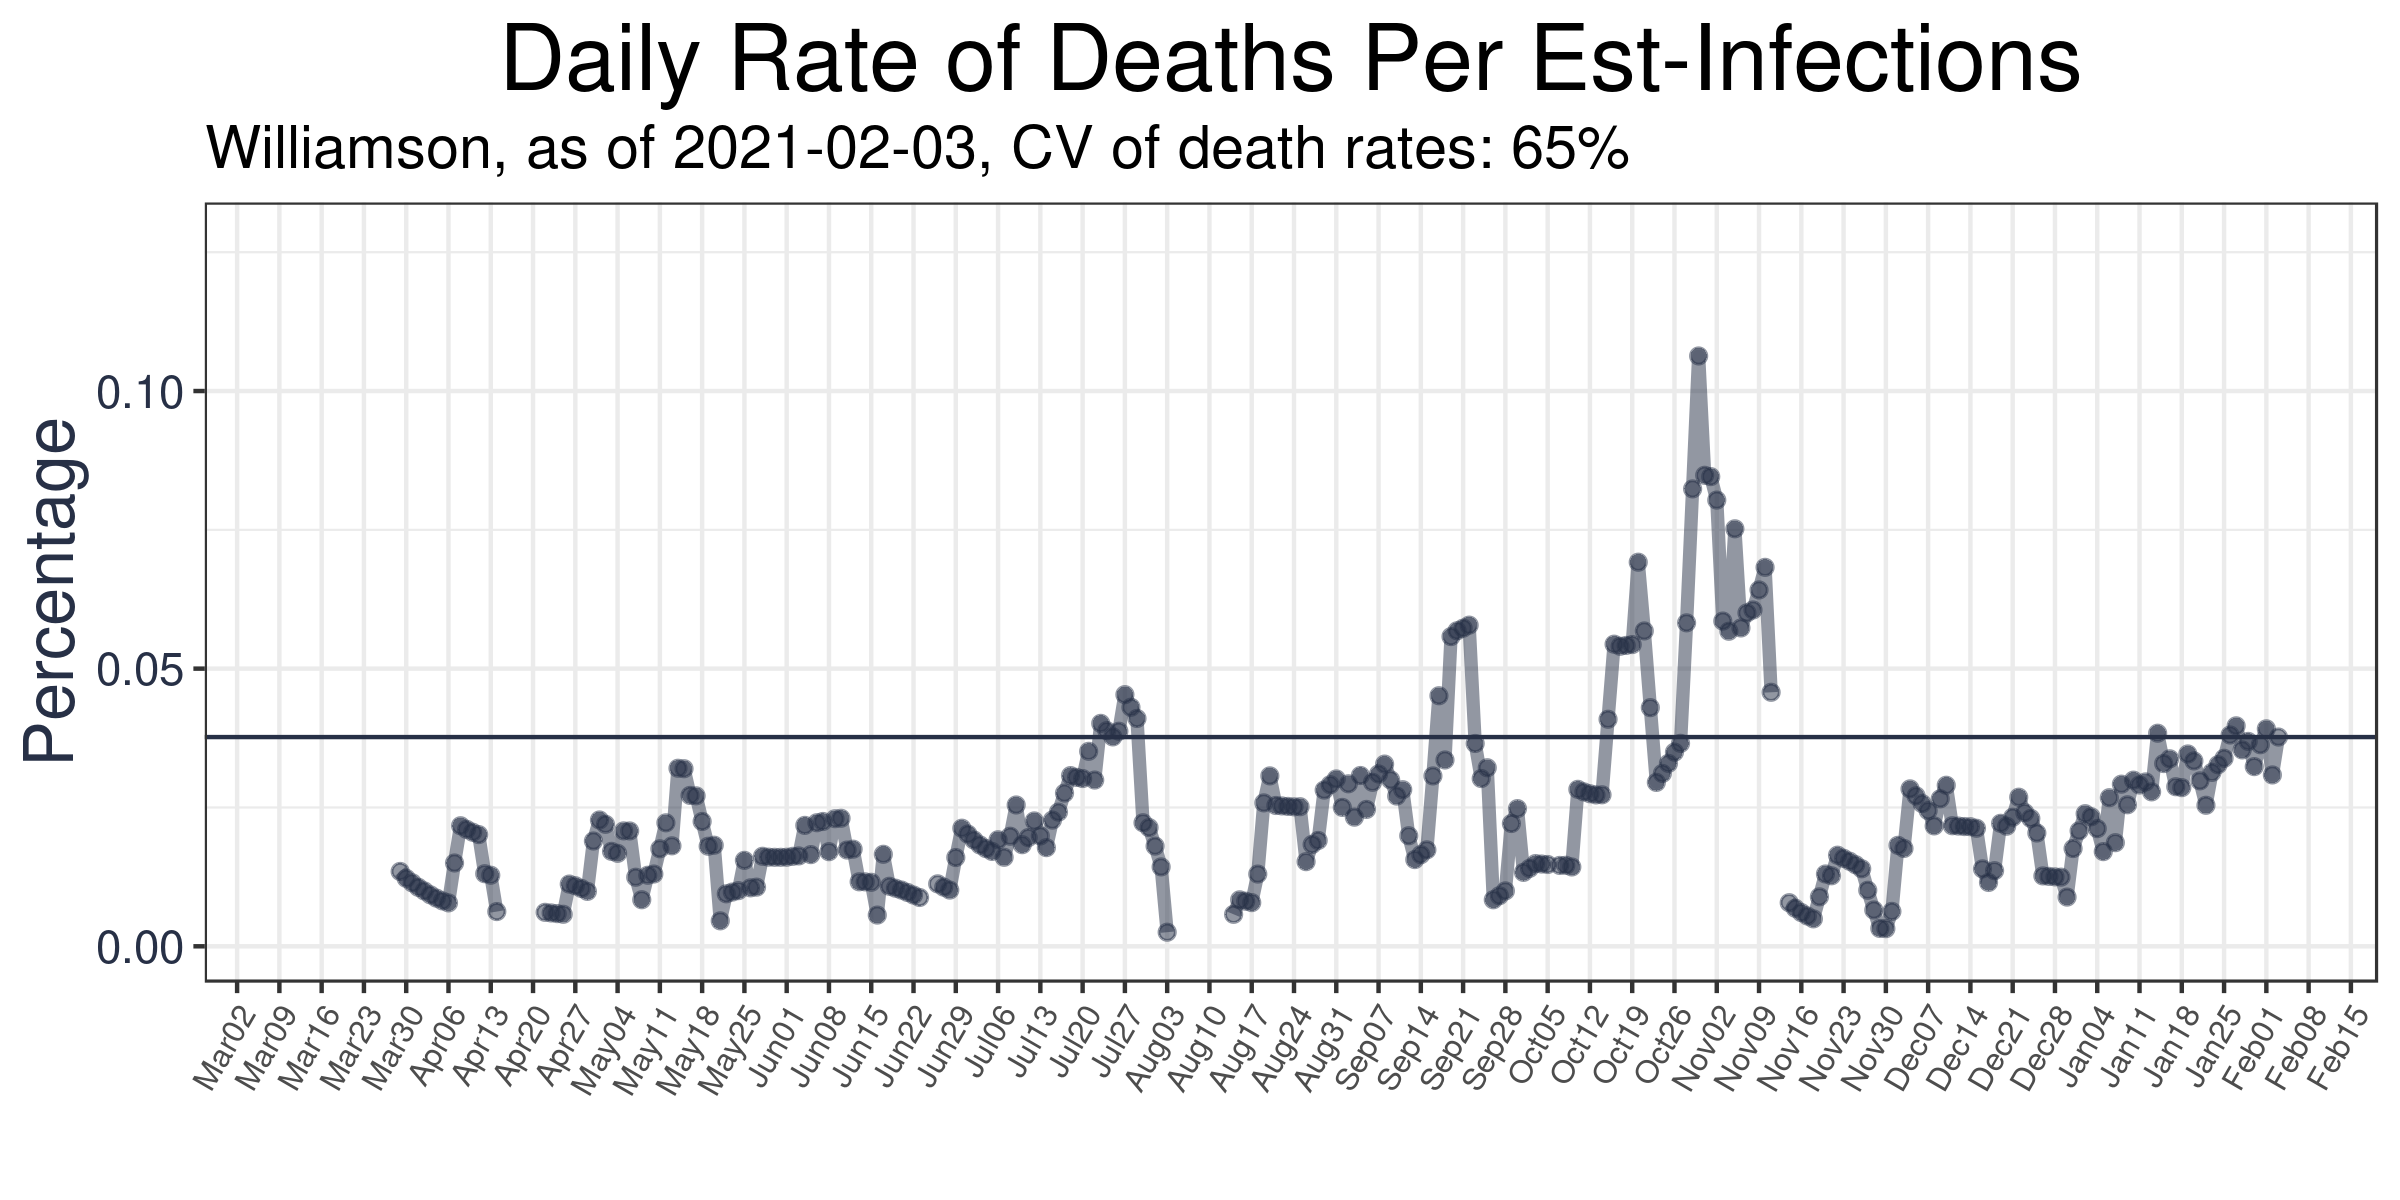 Daily Rate of Deaths Per Est-Infections
Williamson, as of 2021-02-03, CV of death rates: 65%
Percentage
0.10
0.05
0.00
Mar02
Mar09
Mar16
Mar23
Mar30
Apr06
Apr13
Apr20
Apr27
May04
May11
May18
May25
Jun01
Jun08
Jun15
Jun22
Jun29
Jul06
Jul13
Jul20
Jul27
Aug03
Aug10
Aug17
Aug24
Aug31
Sep07
Sep14
Sep21
Sep28
Oct05
Oct12
Oct19
Oct26
Nov02
Nov09
Nov16
Nov23
Nov30
Dec07
Dec14
Dec21
Dec28
Jan04
Jan11
Jan18
Jan25
Feb01
Feb08
Feb15